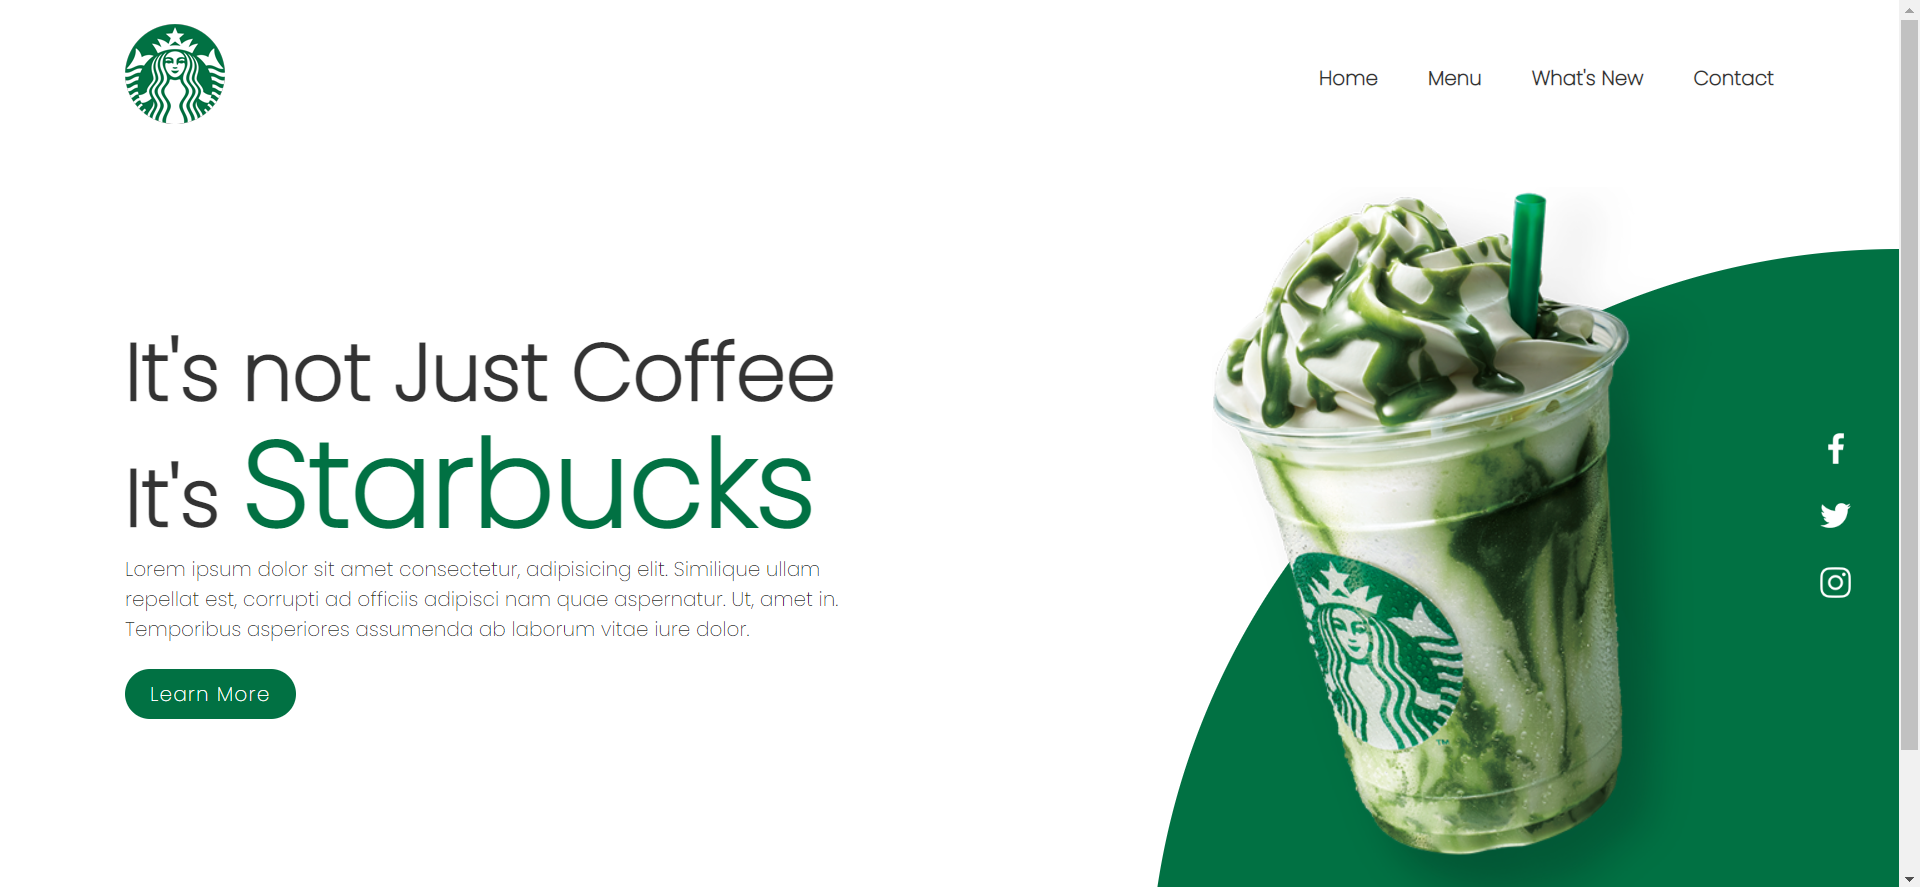 Home Menu What's New Contact
It's not Just Coffee
It's Starbucks
Lorem ipsum dolor sit amet consectetur, adipisicing elit. Similique ullam
repellat est, corrupti ad officiis adipisci nam quae aspernatur. Ut, amet in.
Temporibus asperiores assumenda ab laborum vitae iure dolor.
Learn More
TM